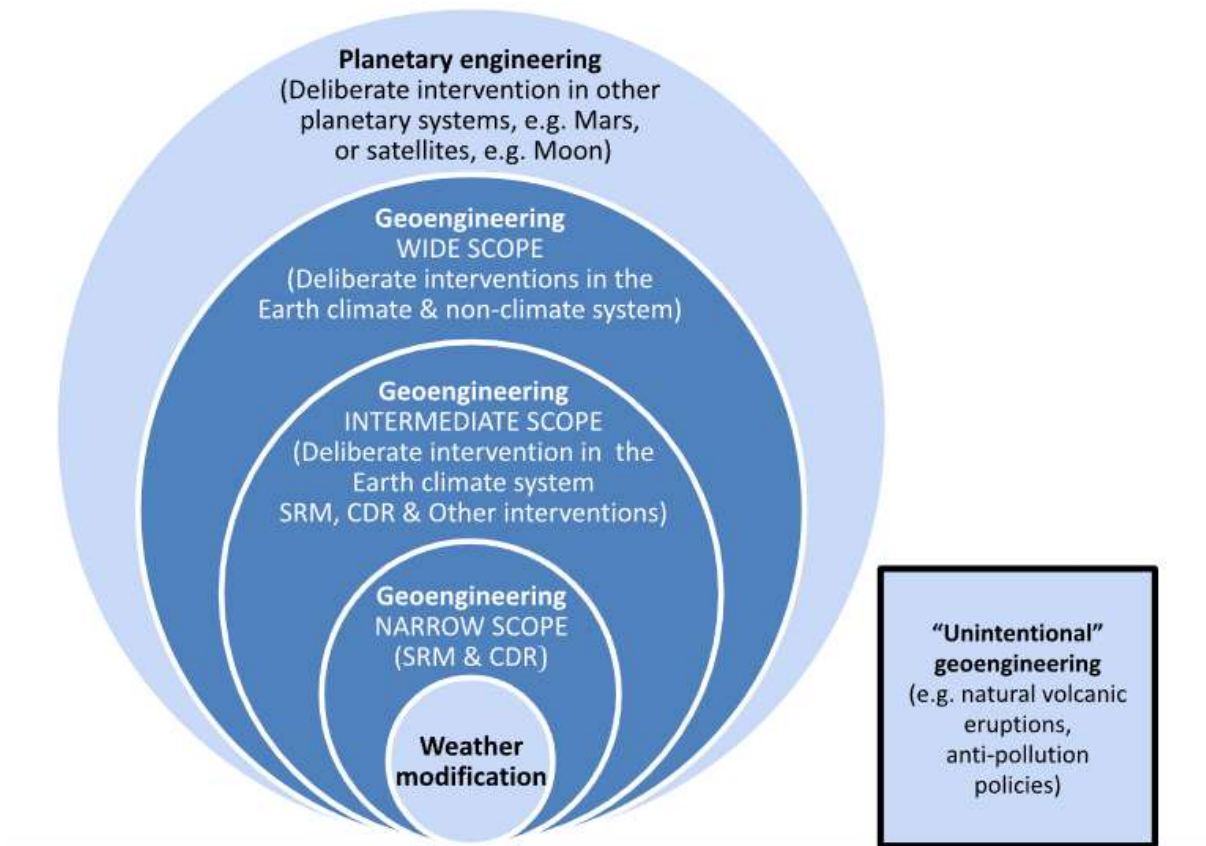 Planetary engineering
(Deliberate intervention in other
planetary systems, e.g. Mars,
or satellites, e.g. Moon)
Geoengineering
WIDE SCOPE
(Deliberate interventions in the
Earth climate & non-climate system)
Geoengineering
INTERMEDIATE SCOPE
(Deliberate intervention in the
Earth climate system
SRM, CDR & Other interventions)
Geoengineering
NARROW SCOPE
(SRM & CDR)
Weather
modification
“Unintentional”
geoengineering
(e.g. natural volcanic
eruptions,
anti-pollution
policies)